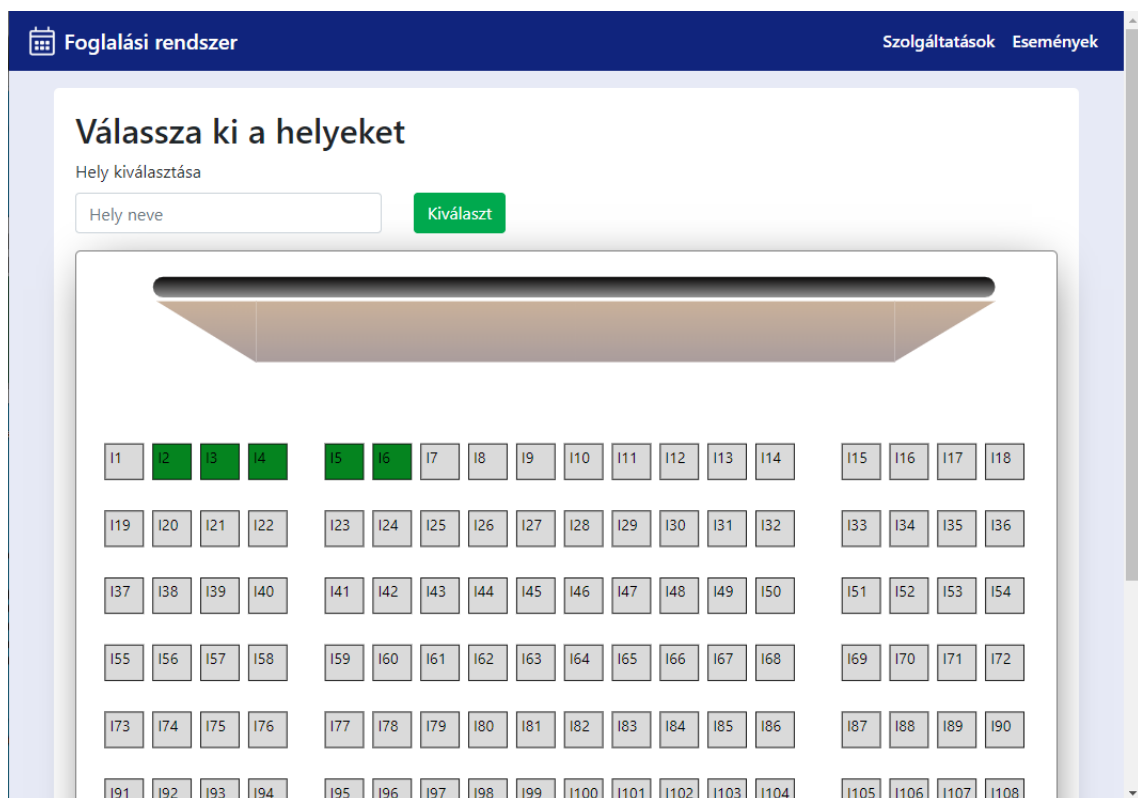 Foglalási rendszer Szolgáltatások Események
Válassza ki a helyeket
Hely kiválasztása
Hely neve Kiválaszt
I1 I2 I3 I4 I5 I6 I7 I8 I9 I10 I11 I12 I13 I14 I15 I16 I17 I18
I19 I20 I21 I22 I23 I24 I25 I26 I27 I28 I29 I30 I31 I32 I33 I34 I35 I36
I37 I38 I39 I40 I41 I42 I43 I44 I45 I46 I47 I48 I49 I50 I51 I52 I53 I54
I55 I56 I57 I58 I59 I60 I61 I62 I63 I64 I65 I66 I67 I68 I69 I70 I71 I72
I73 I74 I75 I76 I77 I78 I79 I80 I81 I82 I83 I84 I85 I86 I87 I88 I89 I90
I91 I92 I93 I94 I95 I96 I97 I98 I99 I100 I101 I102 I103 I104 I105 I106 I107 I108